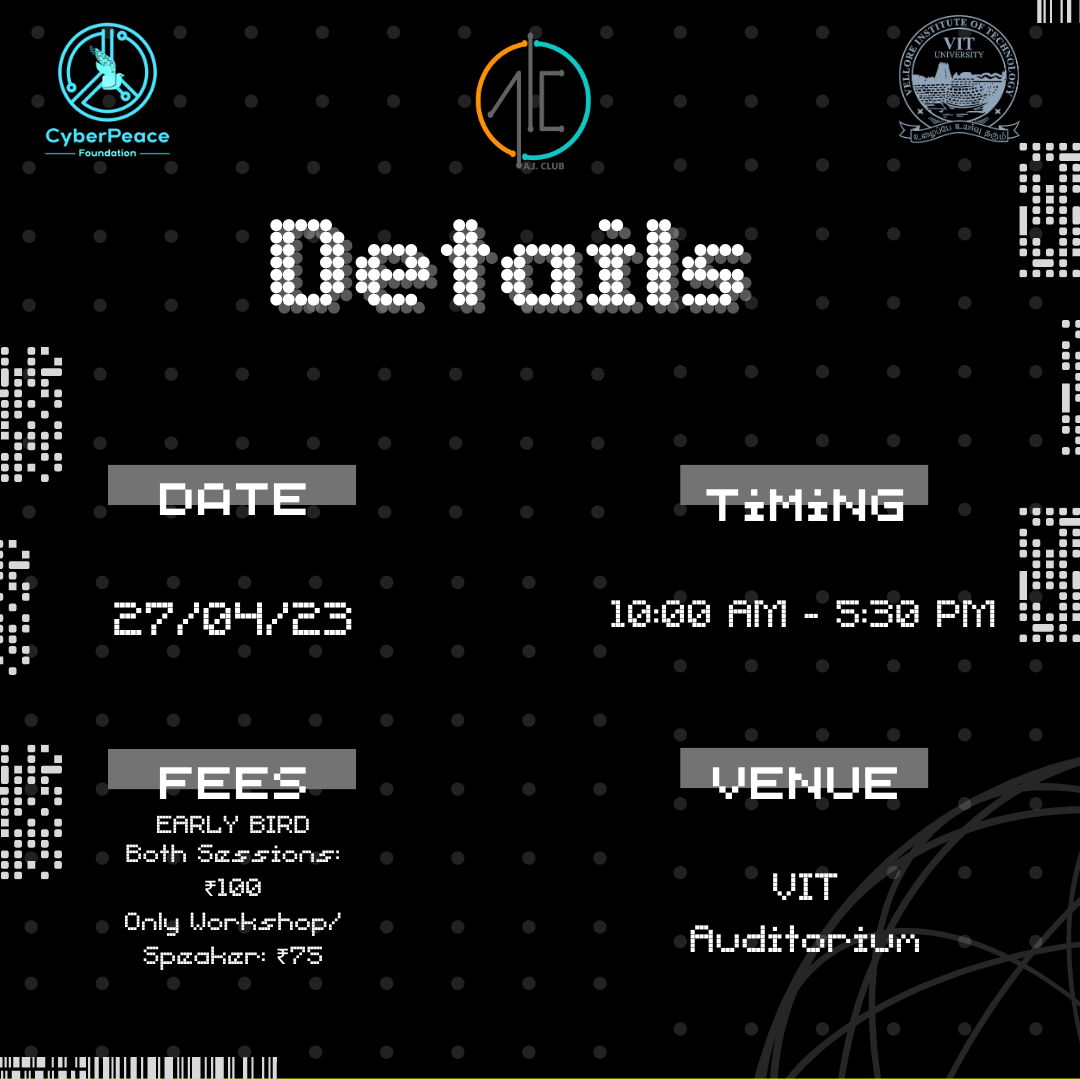 CyberPeace
Foundation
AIC
A.I. CLUB
VELLORE INSTITUTE OF TECHNOLOGY
VIT
UNIVERSITY
Details
DATE
TiMiNG
27/04/23
10:00 AM - 5:30 PM
FEES
VENUE
EARLY BIRD
Both Sessions:
₹100
Only Workshop/
Speaker: ₹75
VIT
Auditorium